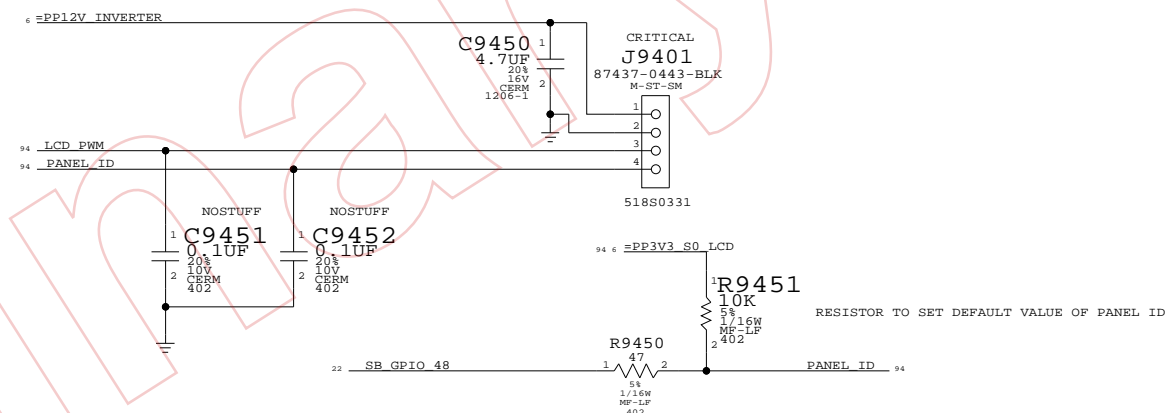 6 =PP12V_INVERTER
C9450
4.7UF
20%
16V
CERM
1206-1
1
2
CRITICAL
J9401
87437-0443-BLK
M-ST-SM
1
2
3
4
518S0331
94 LCD_PWM
94 PANEL_ID
NOSTUFF
C9451
0.1UF
20%
10V
CERM
402
1
2
NOSTUFF
C9452
0.1UF
20%
10V
CERM
402
1
2
94 6 =PP3V3_S0_LCD
1
R9451
10K
5%
1/16W
MF-LF
402
2
RESISTOR TO SET DEFAULT VALUE OF PANEL ID
R9450
47
1
2
5%
1/16W
MF-LF
402
22 SB_GPIO_48
PANEL_ID 94